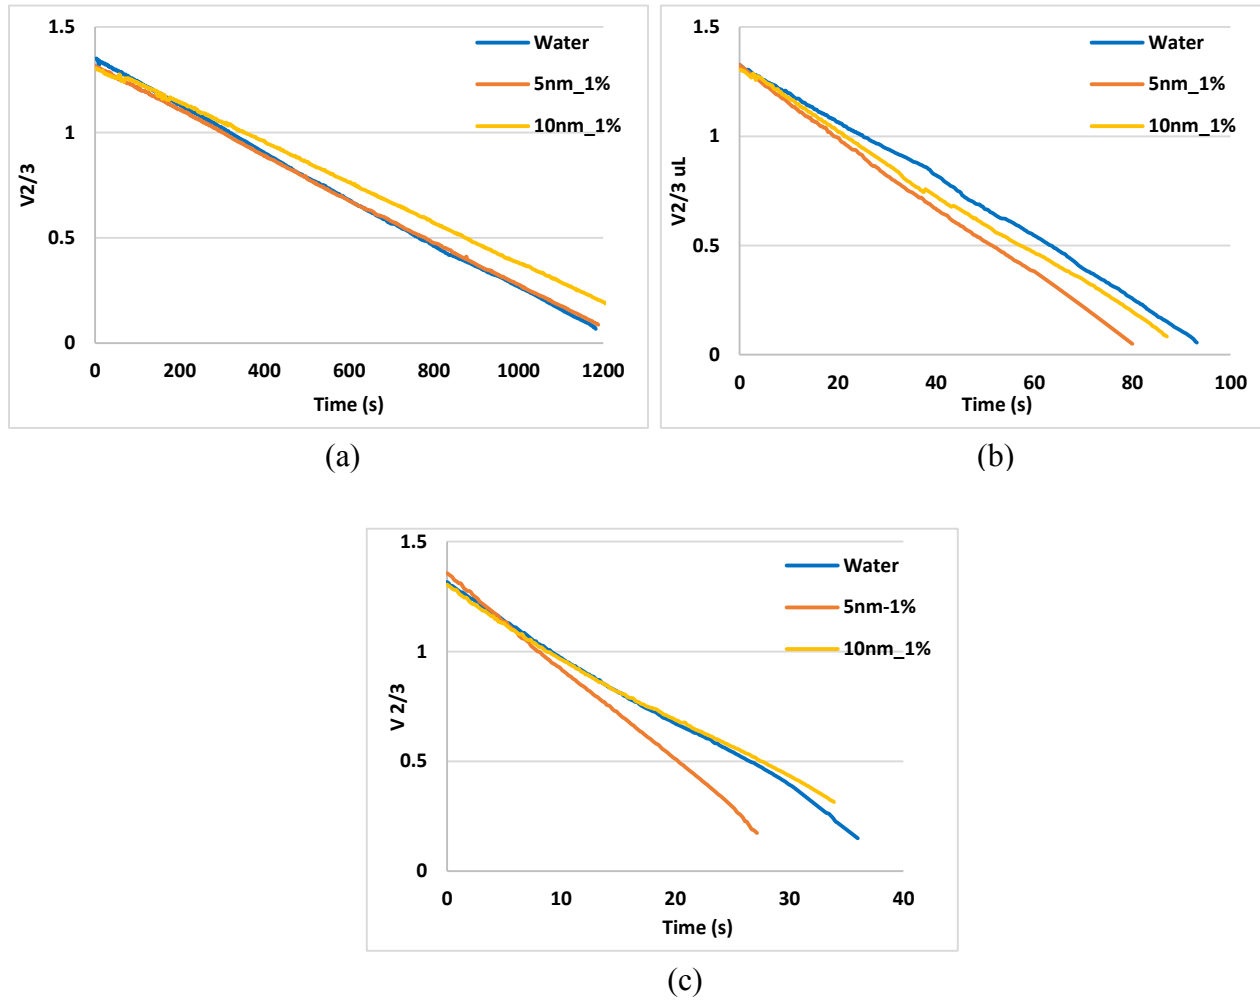 1.5
1
0.5
0
V2/3
Water
5nm_1%
10nm_1%
0 200 400 600 800 1000 1200
Time (s)
(a)
1.5
1
0.5
0
V2/3 uL
Water
5nm_1%
10nm_1%
0 20 40 60 80 100
Time (s)
(b)
1.5
1
0.5
0
V 2/3
Water
5nm-1%
10nm_1%
0 10 20 30 40
Time (s)
(c)